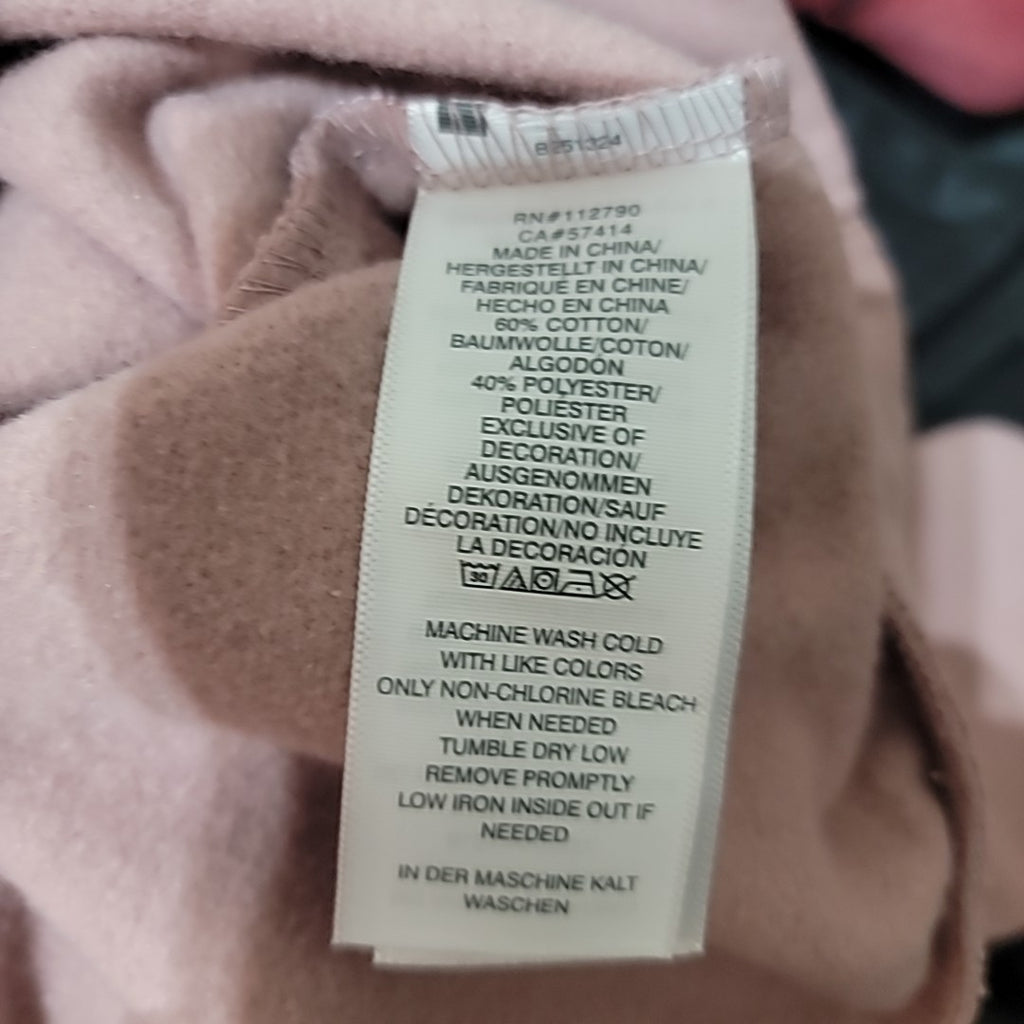 8751324
RN#112790
CA#57414
MADE IN CHINA/
HERGESTELLT IN CHINA/
FABRIQUÉ EN CHINE/
HECHO EN CHINA
60% COTTON/
BAUMWOLLE/COTON/
ALGODÓN
40% POLYESTER/
POLIÉSTER
EXCLUSIVE OF
DECORATION/
AUSGENOMMEN
DEKORATION/SAUF
DÉCORATION/NO INCLUYE
LA DECORACIÓN
30
MACHINE WASH COLD
WITH LIKE COLORS
ONLY NON-CHLORINE BLEACH
WHEN NEEDED
TUMBLE DRY LOW
REMOVE PROMPTLY
LOW IRON INSIDE OUT IF
NEEDED
IN DER MASCHINE KALT
WASCHEN